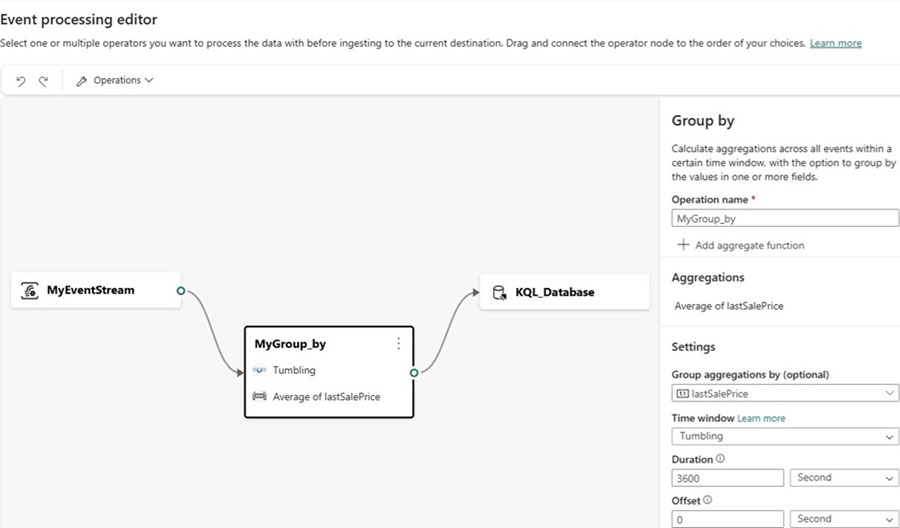 Event processing editor
Select one or multiple operators you want to process the data with before ingesting to the current destination. Drag and connect the operator node to the order of your choices. Learn more
Operations
MyEventStream
MyGroup_by
Tumbling
Average of lastSalePrice
KQL_Database
Group by
Calculate aggregations across all events within a
certain time window, with the option to group by
the values in one or more fields.
Operation name *
MyGroup_by
Add aggregate function
Aggregations
Average of lastSalePrice
Settings
Group aggregations by (optional)
lastSalePrice
Time window Learn more
Tumbling
Duration
3600 Second
Offset
0 Second